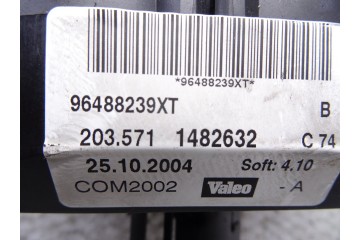 *96488239XT*
96488239XT B
203.571 1482632 C 74
25.10.2004 Soft: 4.10
COM2002 Valeo - A